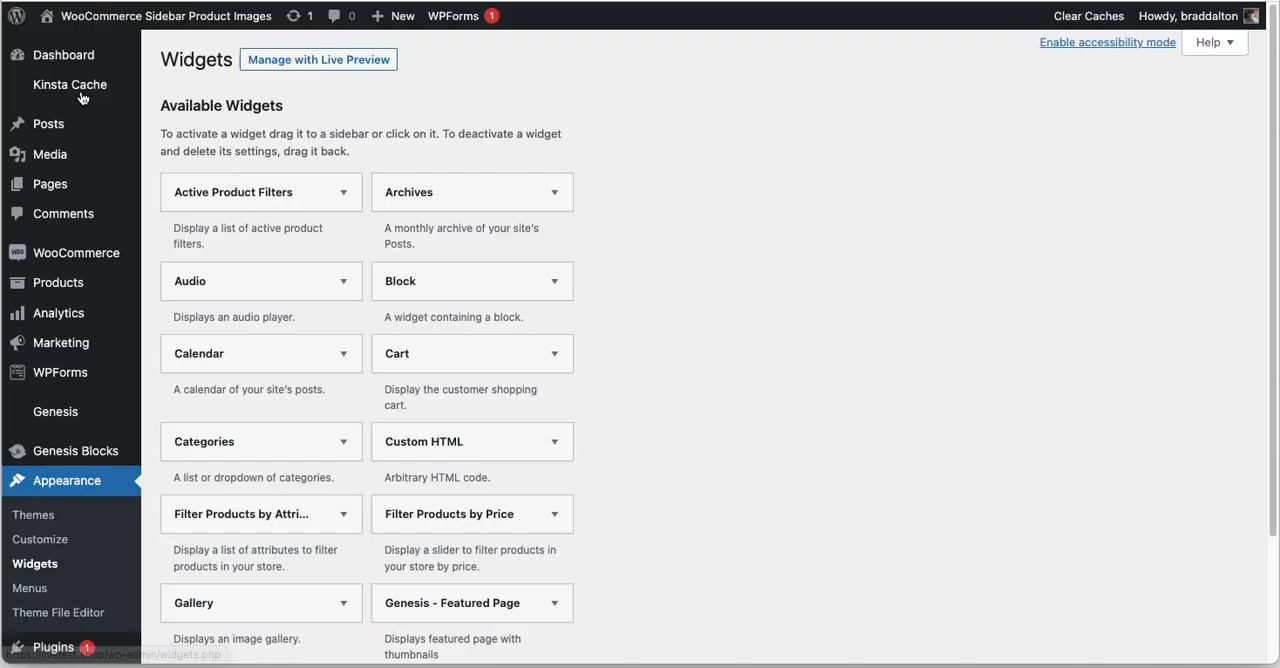 WooCommerce Sidebar Product Images 1 0 New WPForms 1 Clear Caches Howdy, braddalton
Dashboard
Kinsta Cache
Posts
Media
Pages
Comments
woo WooCommerce
Products
Analytics
Marketing
WPForms
Genesis
Genesis Blocks
Appearance
Themes
Customize
Widgets
Menus
Theme File Editor
Plugins 1
Widgets Manage with Live Preview
Enable accessibility mode Help
Available Widgets
To activate a widget drag it to a sidebar or click on it. To deactivate a widget
and delete its settings, drag it back.
Active Product Filters
Display a list of active product
filters.
Archives
A monthly archive of your site's
Posts.
Audio
Displays an audio player.
Block
A widget containing a block.
Calendar
A calendar of your site's posts.
Cart
Display the customer shopping
cart.
Categories
A list or dropdown of categories.
Custom HTML
Arbitrary HTML code.
Filter Products by Attri...
Display a list of attributes to filter
products in your store.
Filter Products by Price
Display a slider to filter products in
your store by price.
Gallery
Displays an image gallery.
Genesis - Featured Page
Displays featured page with
thumbnails